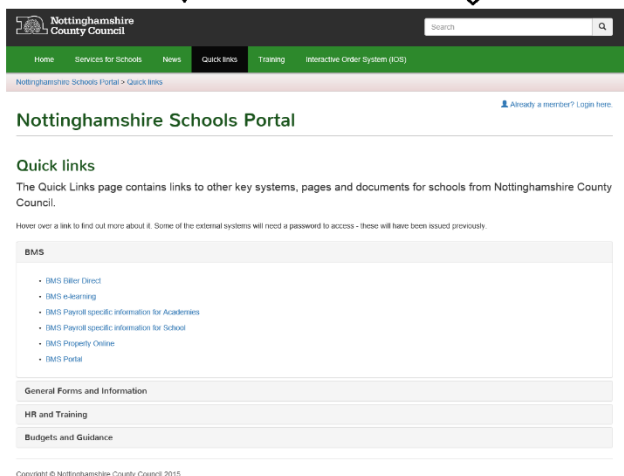 Nottinghamshire
County Council
Search
Home Services for Schools News Quick links Training Interactive Order System (IOS)
Nottinghamshire Schools Portal > Quick links
Already a member? Login here.
Nottinghamshire Schools Portal
Quick links
The Quick Links page contains links to other key systems, pages and documents for schools from Nottinghamshire County
Council.
Hover over a link to find out more about it. Some of the external systems will need a password to access - these will have been issued previously.
BMS
• BMS Biller Direct
• BMS e-learning
• BMS Payroll specific information for Academies
• BMS Payroll specific information for School
• BMS Property Online
• BMS Portal
General Forms and Information
HR and Training
Budgets and Guidance
Copyright © Nottinghamshire County Council 2015